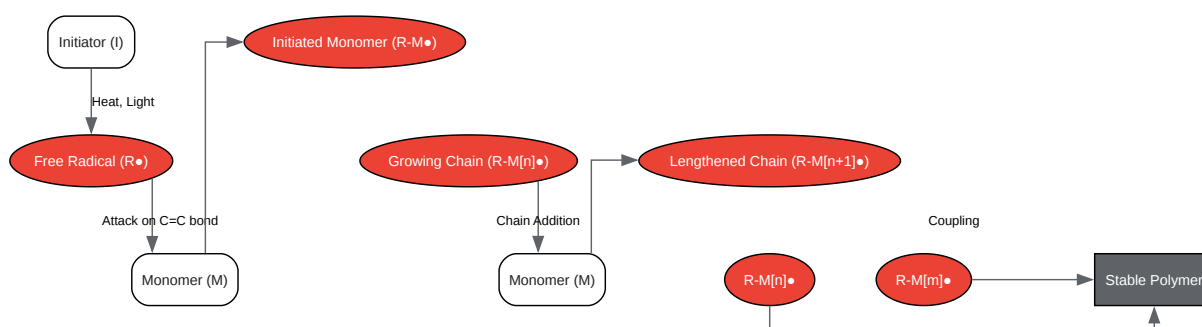 Initiator (I)
Initiated Monomer (R-M●)
Heat, Light
Free Radical (R●)
Growing Chain (R-M[n]●)
Lengthened Chain (R-M[n+1]●)
Attack on C=C bond
Chain Addition
Coupling
Monomer (M)
Monomer (M)
R-M[n]●
R-M[m]●
Stable Polymer